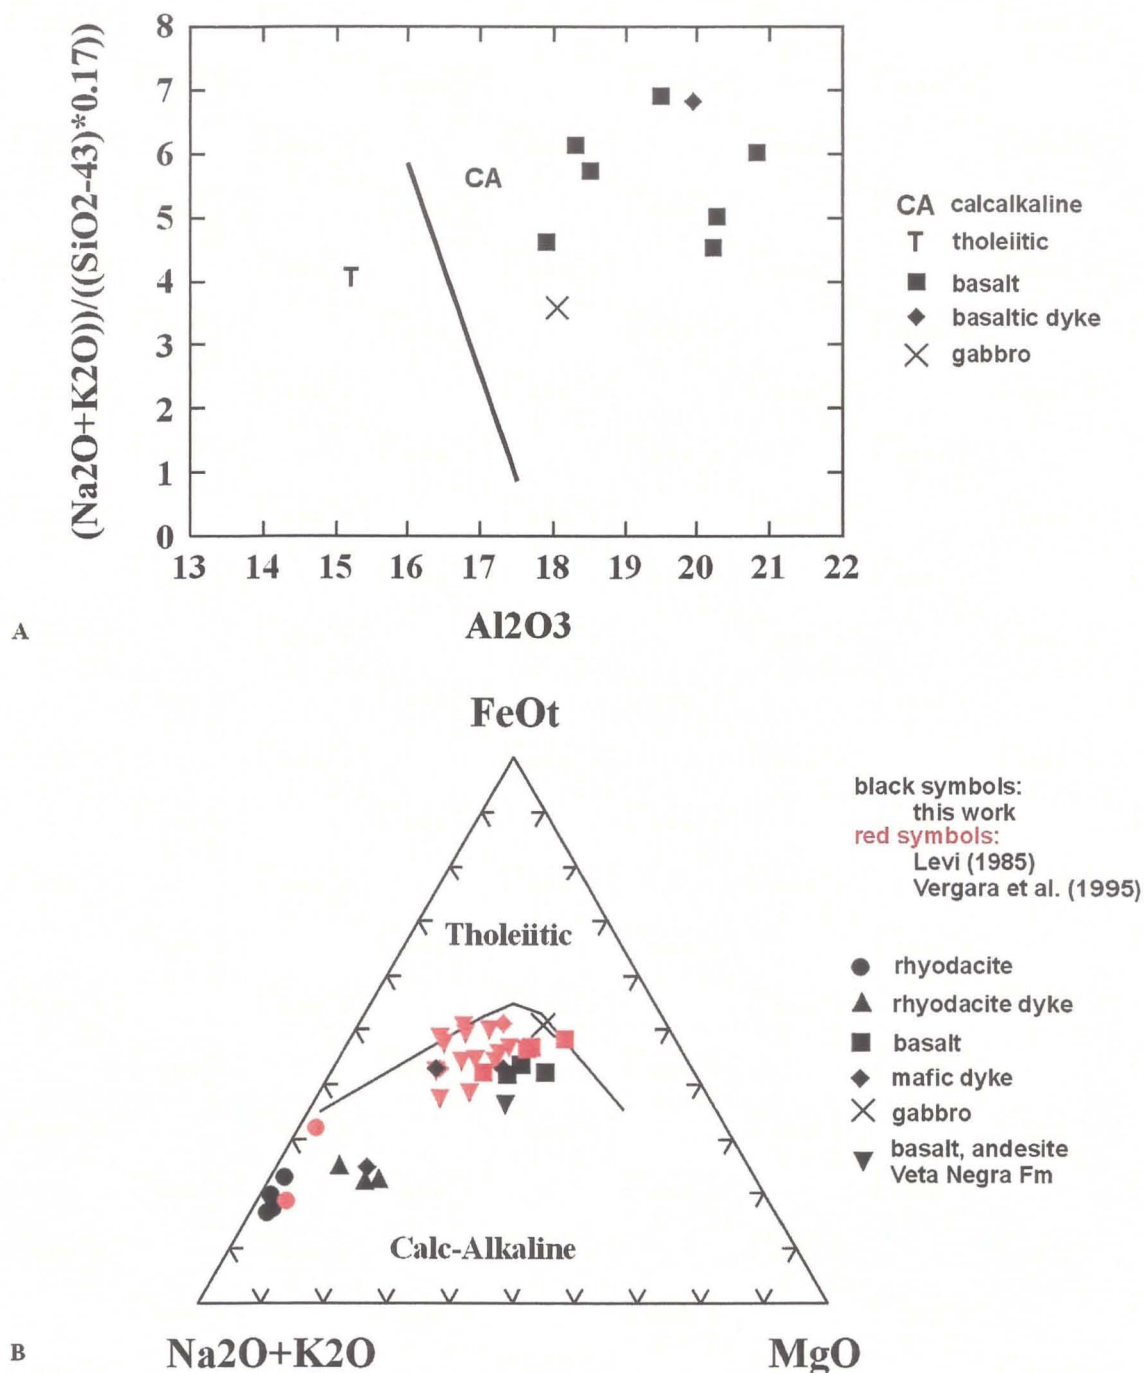 (Na2O+K2O))/((SiO2-43)*0.17))
8
7
6
5
4
3
2
1
0
13 14 15 16 17 18 19 20 21 22
Al2O3
CA
T
CA calcalkaline
T tholeiitic
basalt
basaltic dyke
gabbro
A
FeOt
Tholeiitic
Calc-Alkaline
Na2O+K2O
MgO
black symbols:
this work
red symbols:
Levi (1985)
Vergara et al. (1995)
rhyodacite
rhyodacite dyke
basalt
mafic dyke
gabbro
basalt, andesite
Veta Negra Fm
B